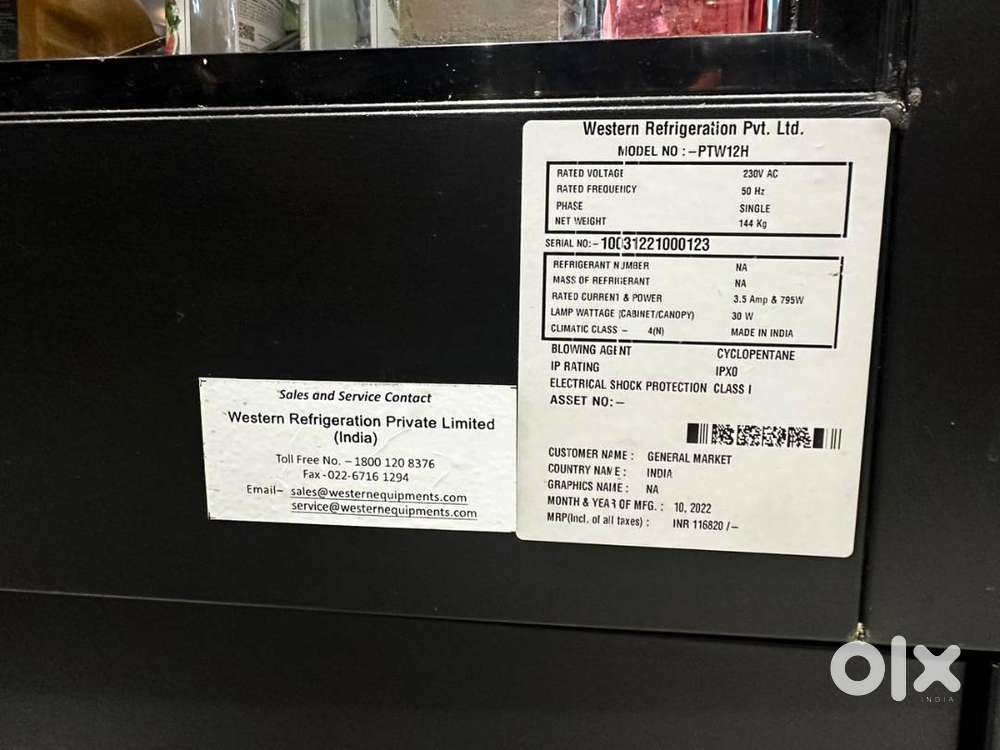 Western Refrigeration Pvt. Ltd.
MODEL NO :-PTW12H
RATED VOLTAGE 230V AC
RATED FREQUENCY 50 Hz
PHASE SINGLE
NET WEIGHT 144 Kg
SERIAL NO:- 10031221000123
REFRIGERANT NUMBER NA
MASS OF REFRIGERANT NA
RATED CURRENT & POWER 3.5 Amp & 795W
LAMP WATTAGE (CABINET/CANOPY) 30 W
CLIMATIC CLASS - 4(N) MADE IN INDIA
BLOWING AGENT CYCLOPENTANE
IP RATING IPX0
ELECTRICAL SHOCK PROTECTION CLASS I
ASSET NO:-
CUSTOMER NAME : GENERAL MARKET
COUNTRY NAME : INDIA
GRAPHICS NAME : NA
MONTH & YEAR OF MFG. : 10, 2022
MRP(Incl. of all taxes) : INR 116820 /-
Sales and Service Contact
Western Refrigeration Private Limited
(India)
Toll Free No. – 1800 120 8376
Fax -022-6716 1294
Email– sales@westernequipments.com
service@westernequipments.com
olx
INDIA